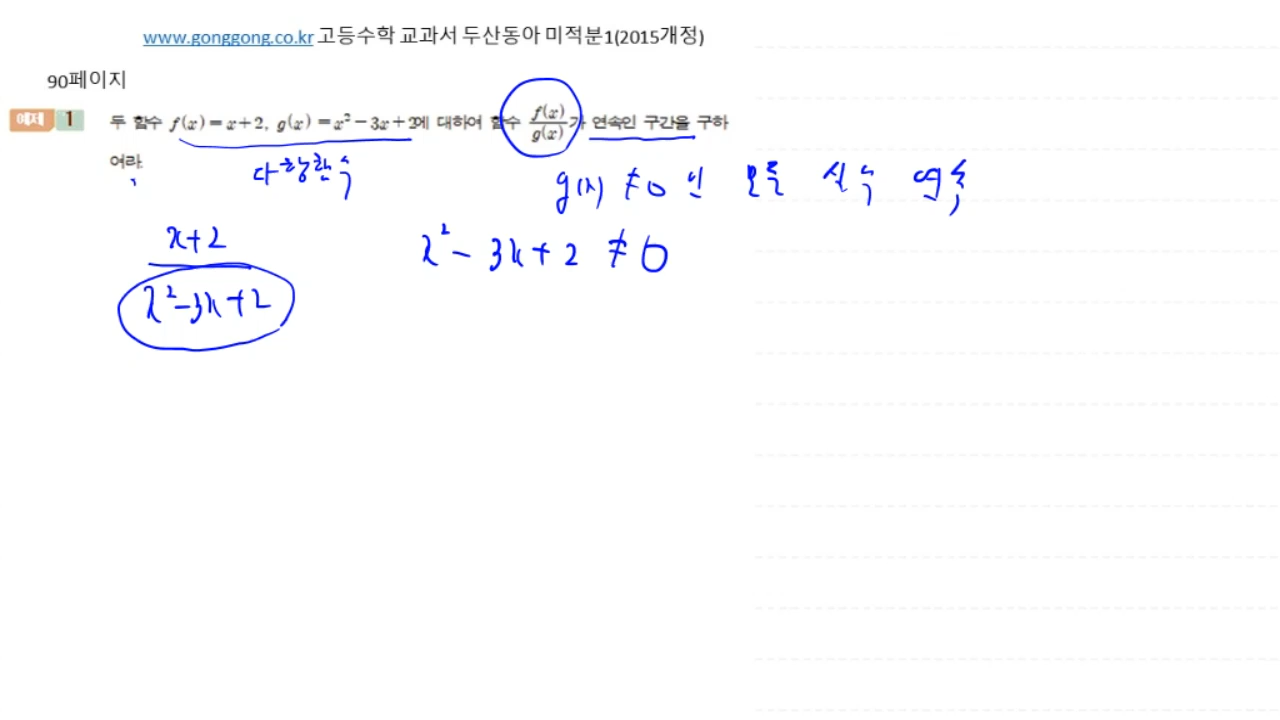 www.gonggong.co.kr 고등수학 교과서 두산동아 미적분1(2015개정)
90페이지
예제 1 두 함수 f(x)=x+2, g(x)=x²-3x+2에 대하여 함수 f(x)/g(x)가 연속인 구간을 구하
여라.
다항함수
g(x) ≠0 인 모든 실수 연속
x+2
x²-3x+2
x²-3x+2 ≠ 0